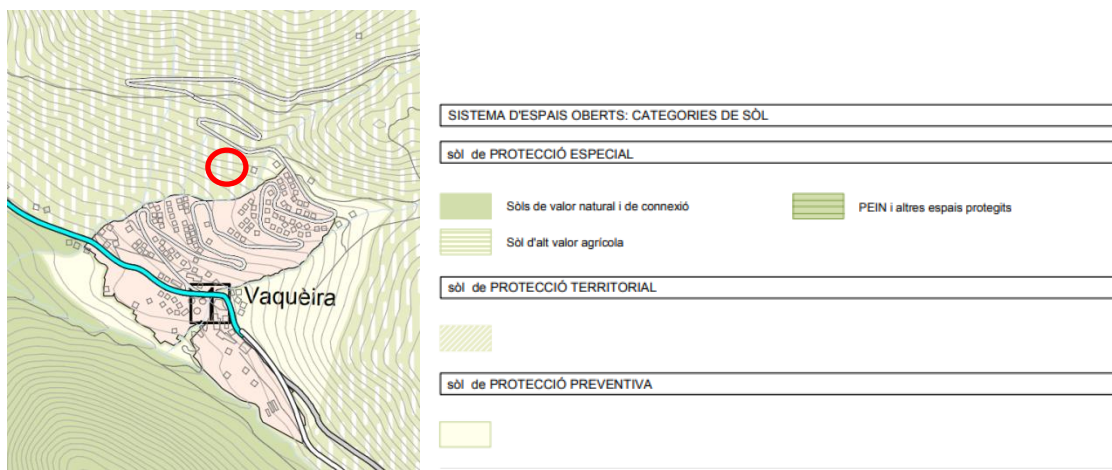 Vaquèira
SISTEMA D'ESPAIS OBERTS: CATEGORIES DE SÒL
sòl de PROTECCIÓ ESPECIAL
Sòls de valor natural i de connexió
PEIN i altres espais protegits
Sòl d'alt valor agrícola
sòl de PROTECCIÓ TERRITORIAL
sòl de PROTECCIÓ PREVENTIVA